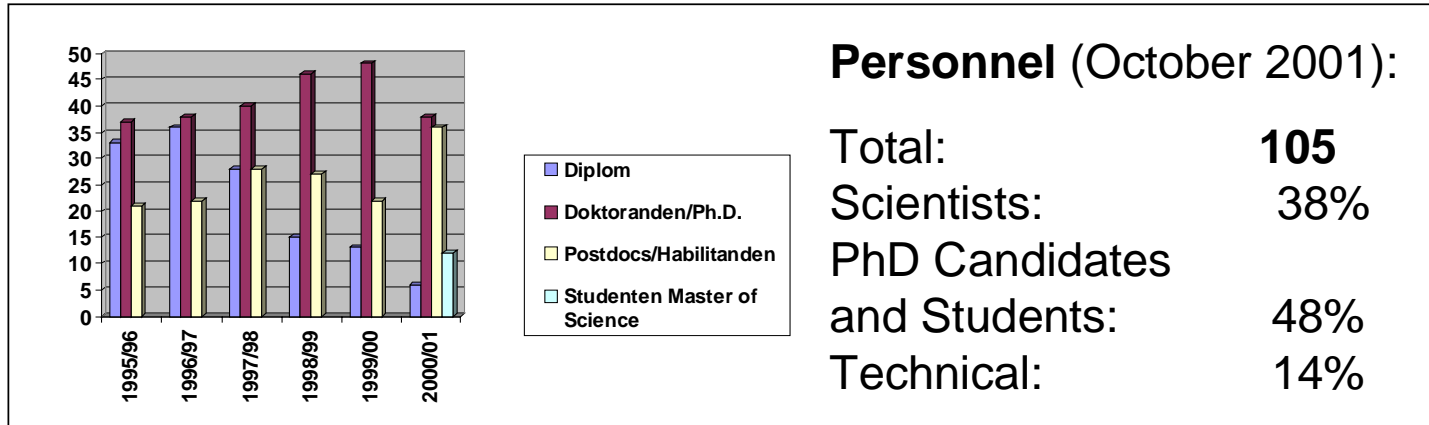 50
45
40
35
30
25
20
15
10
5
0
1995/96
1996/97
1997/98
1998/99
1999/00
2000/01
Diplom
Doktoranden/Ph.D.
Postdocs/Habilitanden
Studenten Master of
Science
Personnel (October 2001):
Total: 105
Scientists: 38%
PhD Candidates
and Students: 48%
Technical: 14%